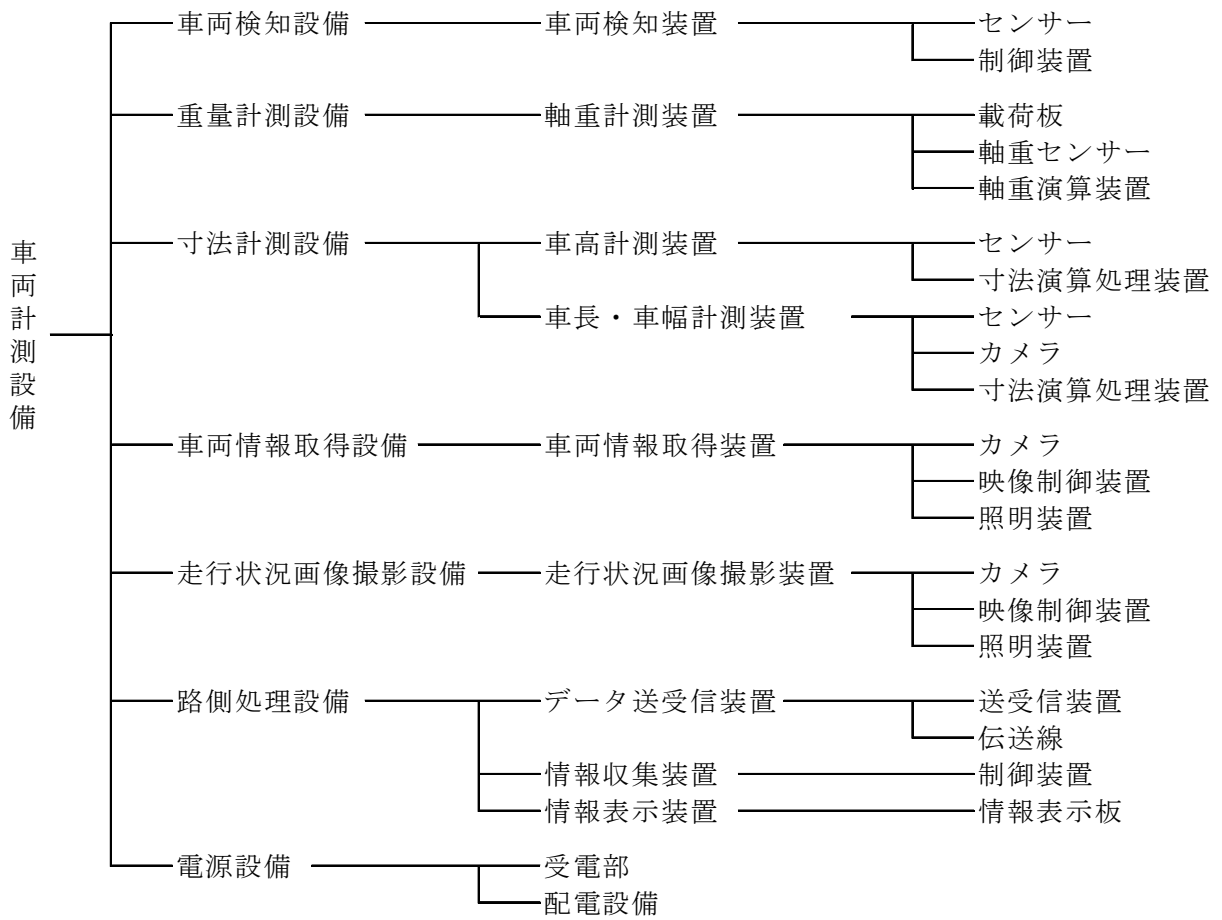 車両計測設備
車両検知設備 車両検知装置 センサー
制御装置
重量計測設備 軸重計測装置 載荷板
軸重センサー
軸重演算装置
寸法計測設備 車高計測装置 センサー
寸法演算処理装置
車長・車幅計測装置 センサー
カメラ
寸法演算処理装置
車両情報取得設備 車両情報取得装置 カメラ
映像制御装置
照明装置
走行状況画像撮影設備 走行状況画像撮影装置 カメラ
映像制御装置
照明装置
路側処理設備 データ送受信装置 送受信装置
伝送線
情報収集装置 制御装置
情報表示装置 情報表示板
電源設備 受電部
配電設備